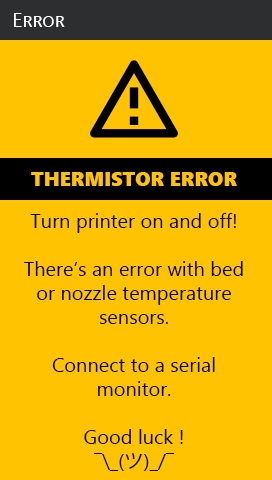 Error
THERMISTOR ERROR
Turn printer on and off!
There's an error with bed
or nozzle temperature
sensors.
Connect to a serial
monitor.
Good luck !
¯\_(ツ)_/¯